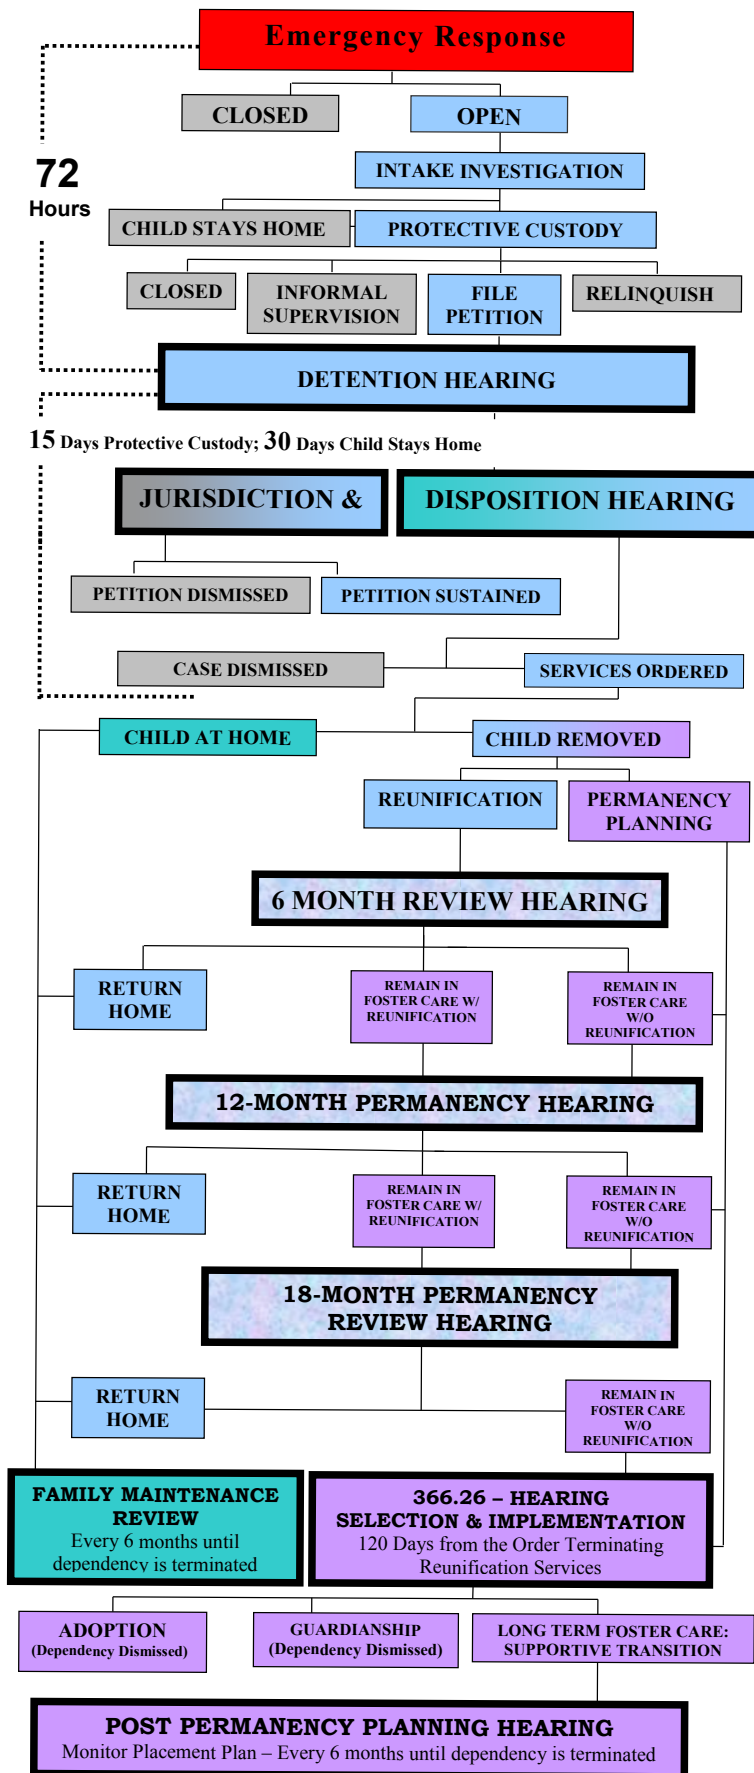 Emergency Response
CLOSED
OPEN
72
Hours
INTAKE INVESTIGATION
CHILD STAYS HOME
PROTECTIVE CUSTODY
CLOSED
INFORMAL
SUPERVISION
FILE
PETITION
RELINQUISH
DETENTION HEARING
15 Days Protective Custody; 30 Days Child Stays Home
JURISDICTION &
DISPOSITION HEARING
PETITION DISMISSED
PETITION SUSTAINED
CASE DISMISSED
SERVICES ORDERED
CHILD AT HOME
CHILD REMOVED
REUNIFICATION
PERMANENCY
PLANNING
6 MONTH REVIEW HEARING
RETURN
HOME
REMAIN IN
FOSTER CARE W/
REUNIFICATION
REMAIN IN
FOSTER CARE
W/O
REUNIFICATION
12-MONTH PERMANENCY HEARING
RETURN
HOME
REMAIN IN
FOSTER CARE W/
REUNIFICATION
REMAIN IN
FOSTER CARE
W/O
REUNIFICATION
18-MONTH PERMANENCY
REVIEW HEARING
RETURN
HOME
REMAIN IN
FOSTER CARE
W/O
REUNIFICATION
FAMILY MAINTENANCE
REVIEW
Every 6 months until
dependency is terminated
366.26 – HEARING
SELECTION & IMPLEMENTATION
120 Days from the Order Terminating
Reunification Services
ADOPTION
(Dependency Dismissed)
GUARDIANSHIP
(Dependency Dismissed)
LONG TERM FOSTER CARE:
SUPPORTIVE TRANSITION
POST PERMANENCY PLANNING HEARING
Monitor Placement Plan – Every 6 months until dependency is terminated